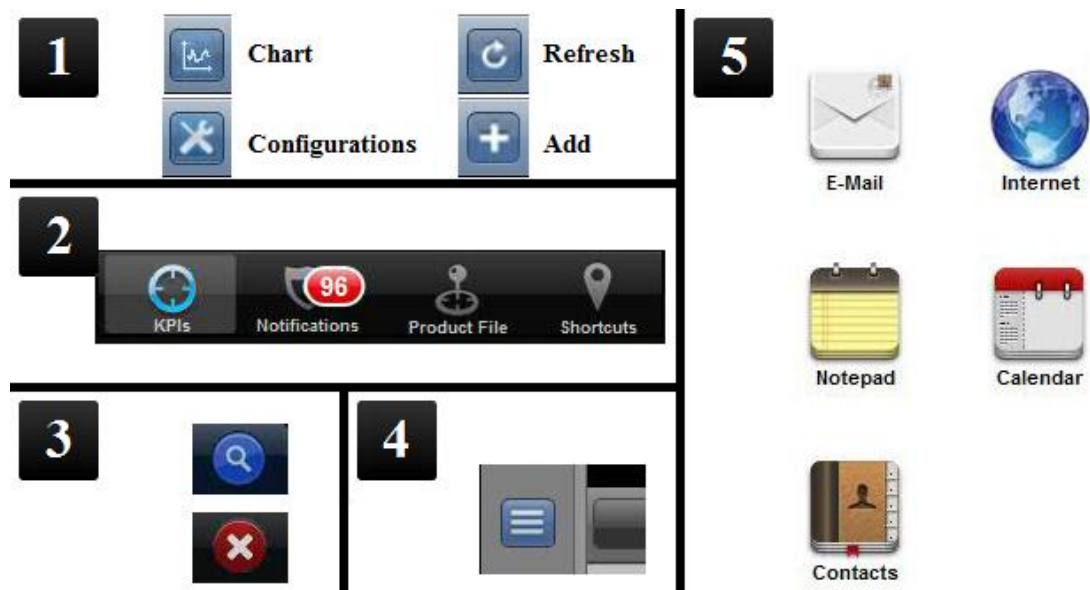 1
Chart
Refresh
Configurations
Add
2
KPIs
96
Notifications
Product File
Shortcuts
3
4
5
E-Mail
Internet
Notepad
Calendar
Contacts